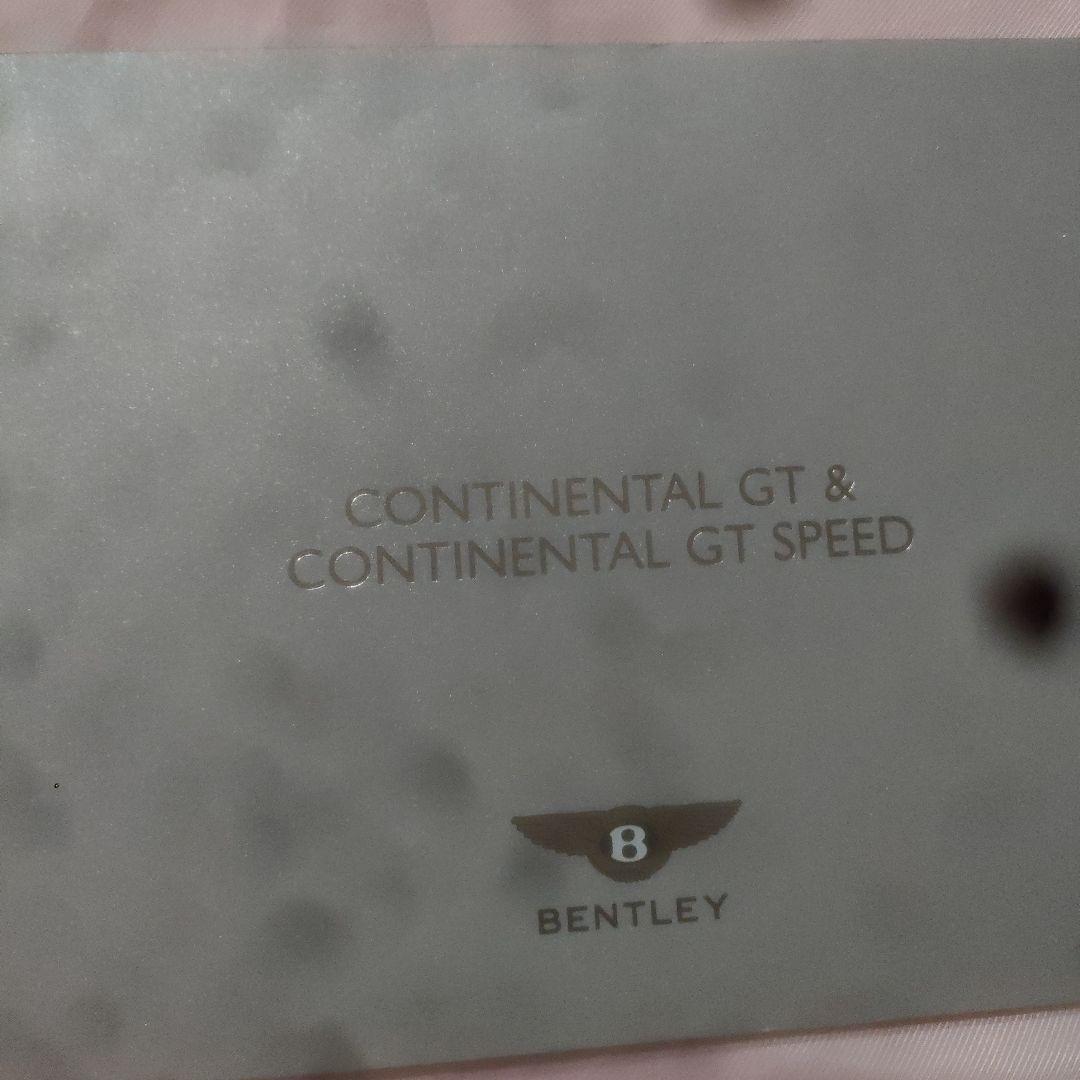 CONTINENTAL GT &
CONTINENTAL GT SPEED
B
BENTLEY